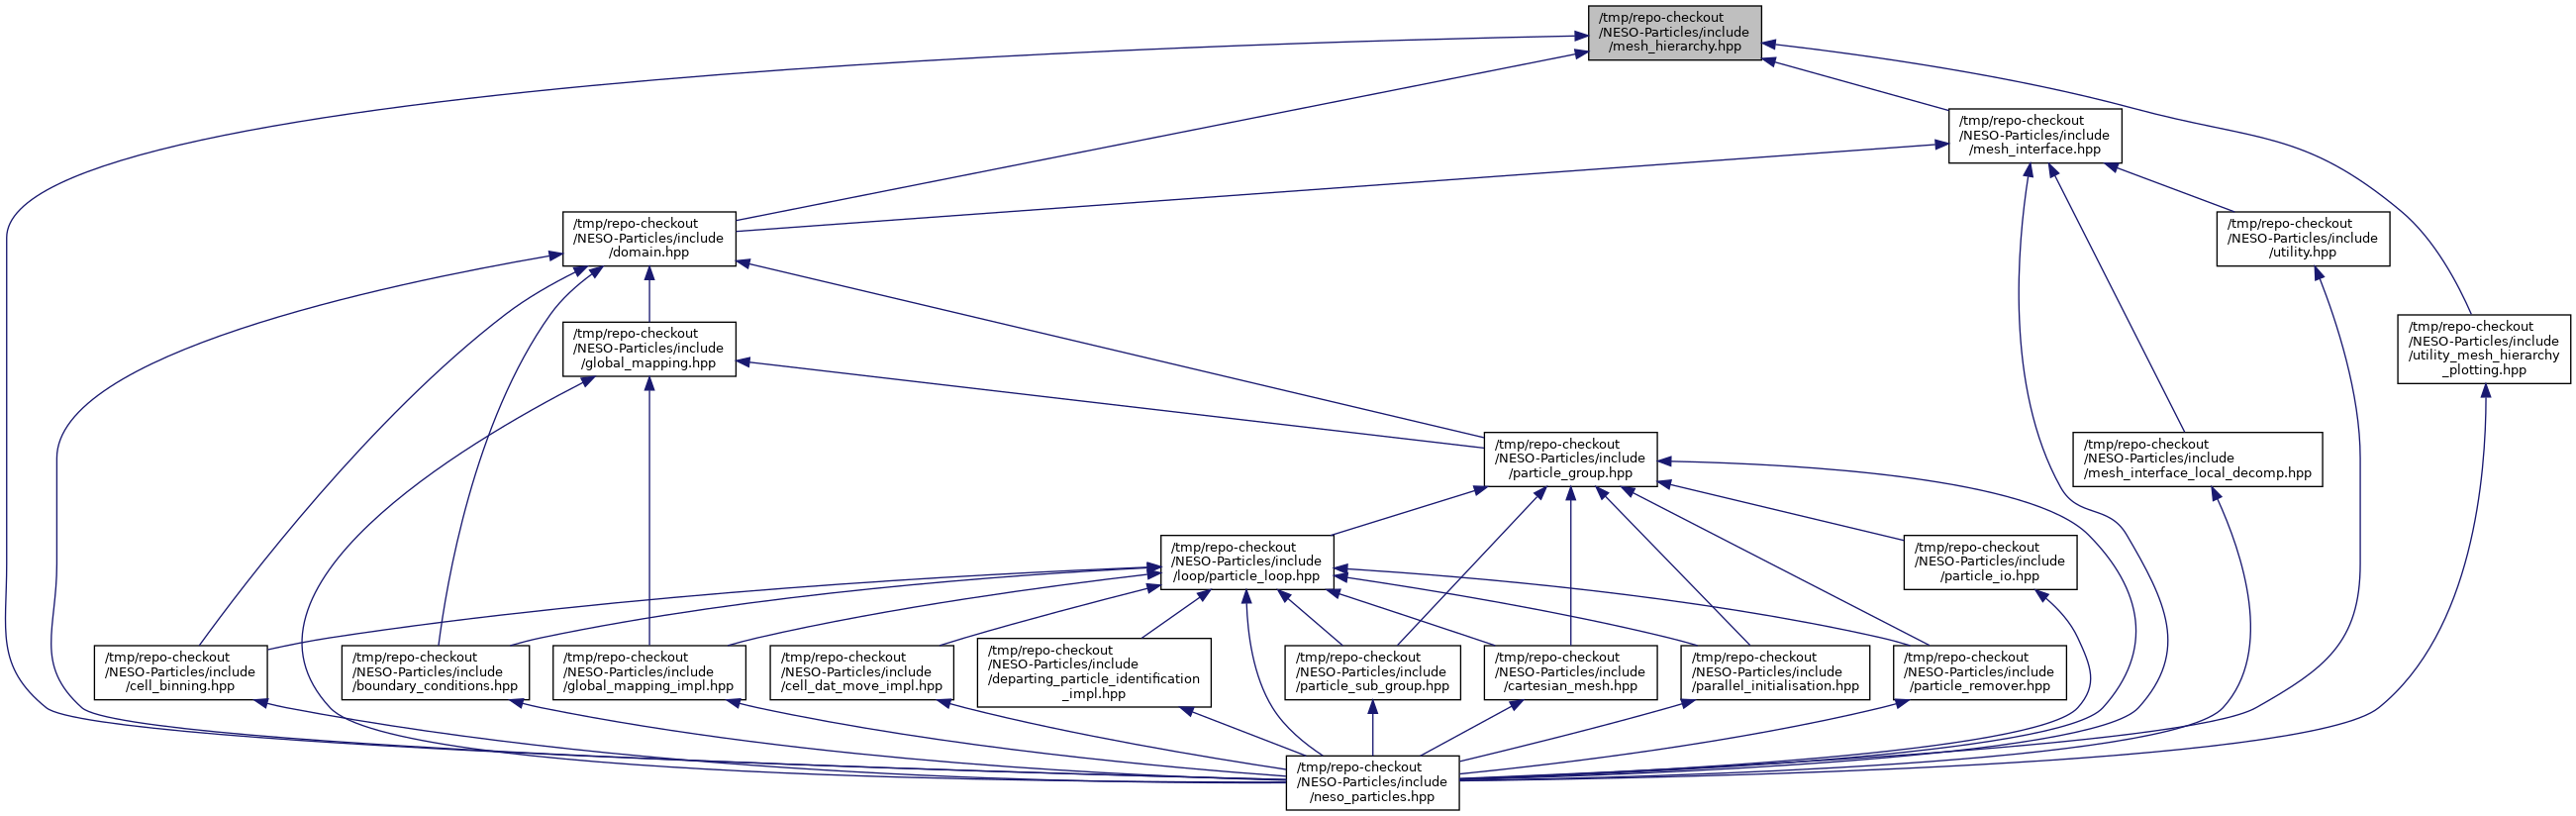 /tmp/repo-checkout
/NESO-Particles/include
/mesh_hierarchy.hpp
/tmp/repo-checkout
/NESO-Particles/include
/mesh_interface.hpp
/tmp/repo-checkout
/NESO-Particles/include
/domain.hpp
/tmp/repo-checkout
/NESO-Particles/include
/utility.hpp
/tmp/repo-checkout
/NESO-Particles/include
/global_mapping.hpp
/tmp/repo-checkout
/NESO-Particles/include
/utility_mesh_hierarchy
_plotting.hpp
/tmp/repo-checkout
/NESO-Particles/include
/particle_group.hpp
/tmp/repo-checkout
/NESO-Particles/include
/mesh_interface_local_decomp.hpp
/tmp/repo-checkout
/NESO-Particles/include
/loop/particle_loop.hpp
/tmp/repo-checkout
/NESO-Particles/include
/particle_io.hpp
/tmp/repo-checkout
/NESO-Particles/include
/cell_binning.hpp
/tmp/repo-checkout
/NESO-Particles/include
/boundary_conditions.hpp
/tmp/repo-checkout
/NESO-Particles/include
/global_mapping_impl.hpp
/tmp/repo-checkout
/NESO-Particles/include
/cell_dat_move_impl.hpp
/tmp/repo-checkout
/NESO-Particles/include
/departing_particle_identification
_impl.hpp
/tmp/repo-checkout
/NESO-Particles/include
/particle_sub_group.hpp
/tmp/repo-checkout
/NESO-Particles/include
/cartesian_mesh.hpp
/tmp/repo-checkout
/NESO-Particles/include
/parallel_initialisation.hpp
/tmp/repo-checkout
/NESO-Particles/include
/particle_remover.hpp
/tmp/repo-checkout
/NESO-Particles/include
/neso_particles.hpp